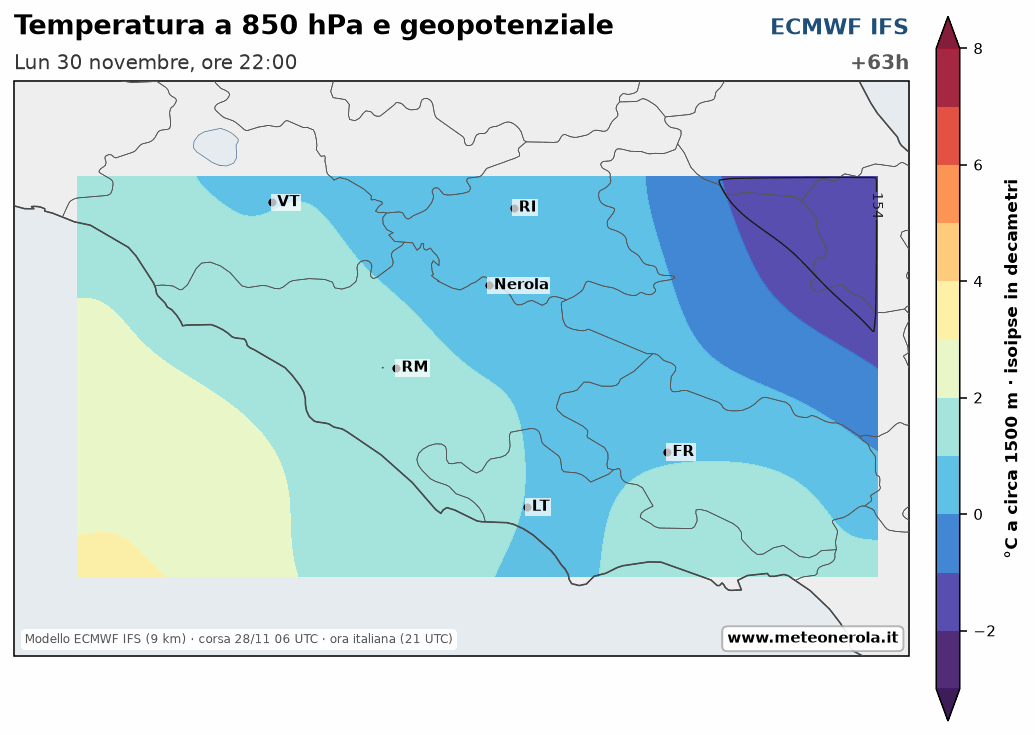 Temperatura a 850 hPa e geopotenziale
ECMWF IFS
Lun 30 novembre, ore 22:00
+63h
8
6
4
2
0
−2
°C a circa 1500 m · isoipse in decametri
154
VT
RI
Nerola
RM
FR
LT
Modello ECMWF IFS (9 km) · corsa 28/11 06 UTC · ora italiana (21 UTC)
www.meteonerola.it